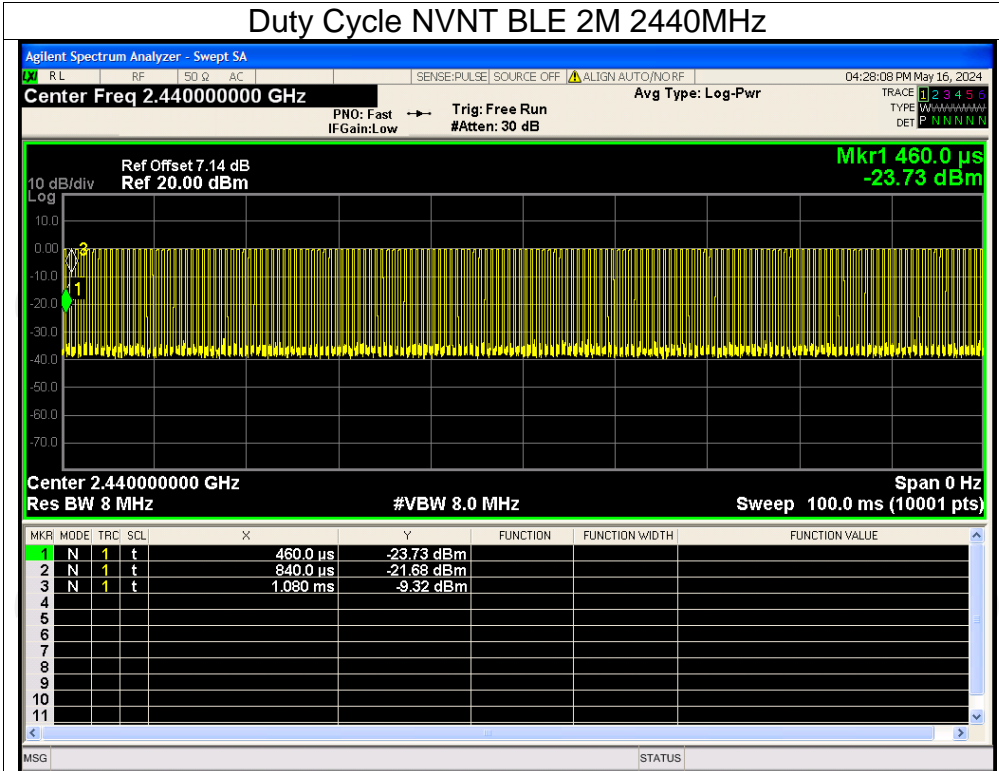 Duty Cycle NVNT BLE 2M 2440MHz
Agilent Spectrum Analyzer - Swept SA
LXI RL RF 50 Ω AC SENSE:PULSE SOURCE OFF ALIGN AUTO/NORF 04:28:08 PM May 16, 2024
Center Freq 2.440000000 GHz Avg Type: Log-Pwr TRACE 1 2 3 4 5 6
PNO: Fast Trig: Free Run TYPE WWWWWW
IFGain:Low #Atten: 30 dB DET P N N N N N
Mkr1 460.0 µs
Ref Offset 7.14 dB
10 dB/div Ref 20.00 dBm -23.73 dBm
Log
10.0
0.00 3
-10.0
1
-20.0
-30.0
-40.0
-50.0
-60.0
-70.0
Center 2.440000000 GHz Span 0 Hz
Res BW 8 MHz #VBW 8.0 MHz Sweep 100.0 ms (10001 pts)
MKR MODE TRC SCL X Y FUNCTION FUNCTION WIDTH FUNCTION VALUE
1 N 1 t 460.0 µs -23.73 dBm
2 N 1 t 840.0 µs -21.68 dBm
3 N 1 t 1.080 ms -9.32 dBm
4
5
6
7
8
9
10
11
MSG STATUS